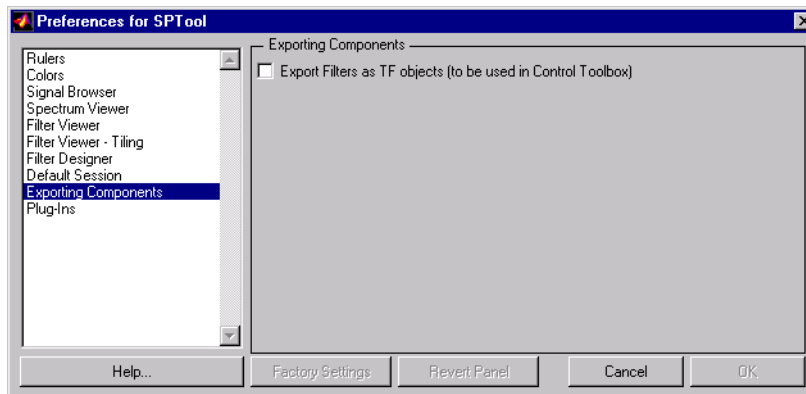 Preferences for SPTool
Rulers
Colors
Signal Browser
Spectrum Viewer
Filter Viewer
Filter Viewer - Tiling
Filter Designer
Default Session
Exporting Components
Plug-Ins
Exporting Components
Export Filters as TF objects (to be used in Control Toolbox)
Help...
Factory Settings
Revert Panel
Cancel
OK